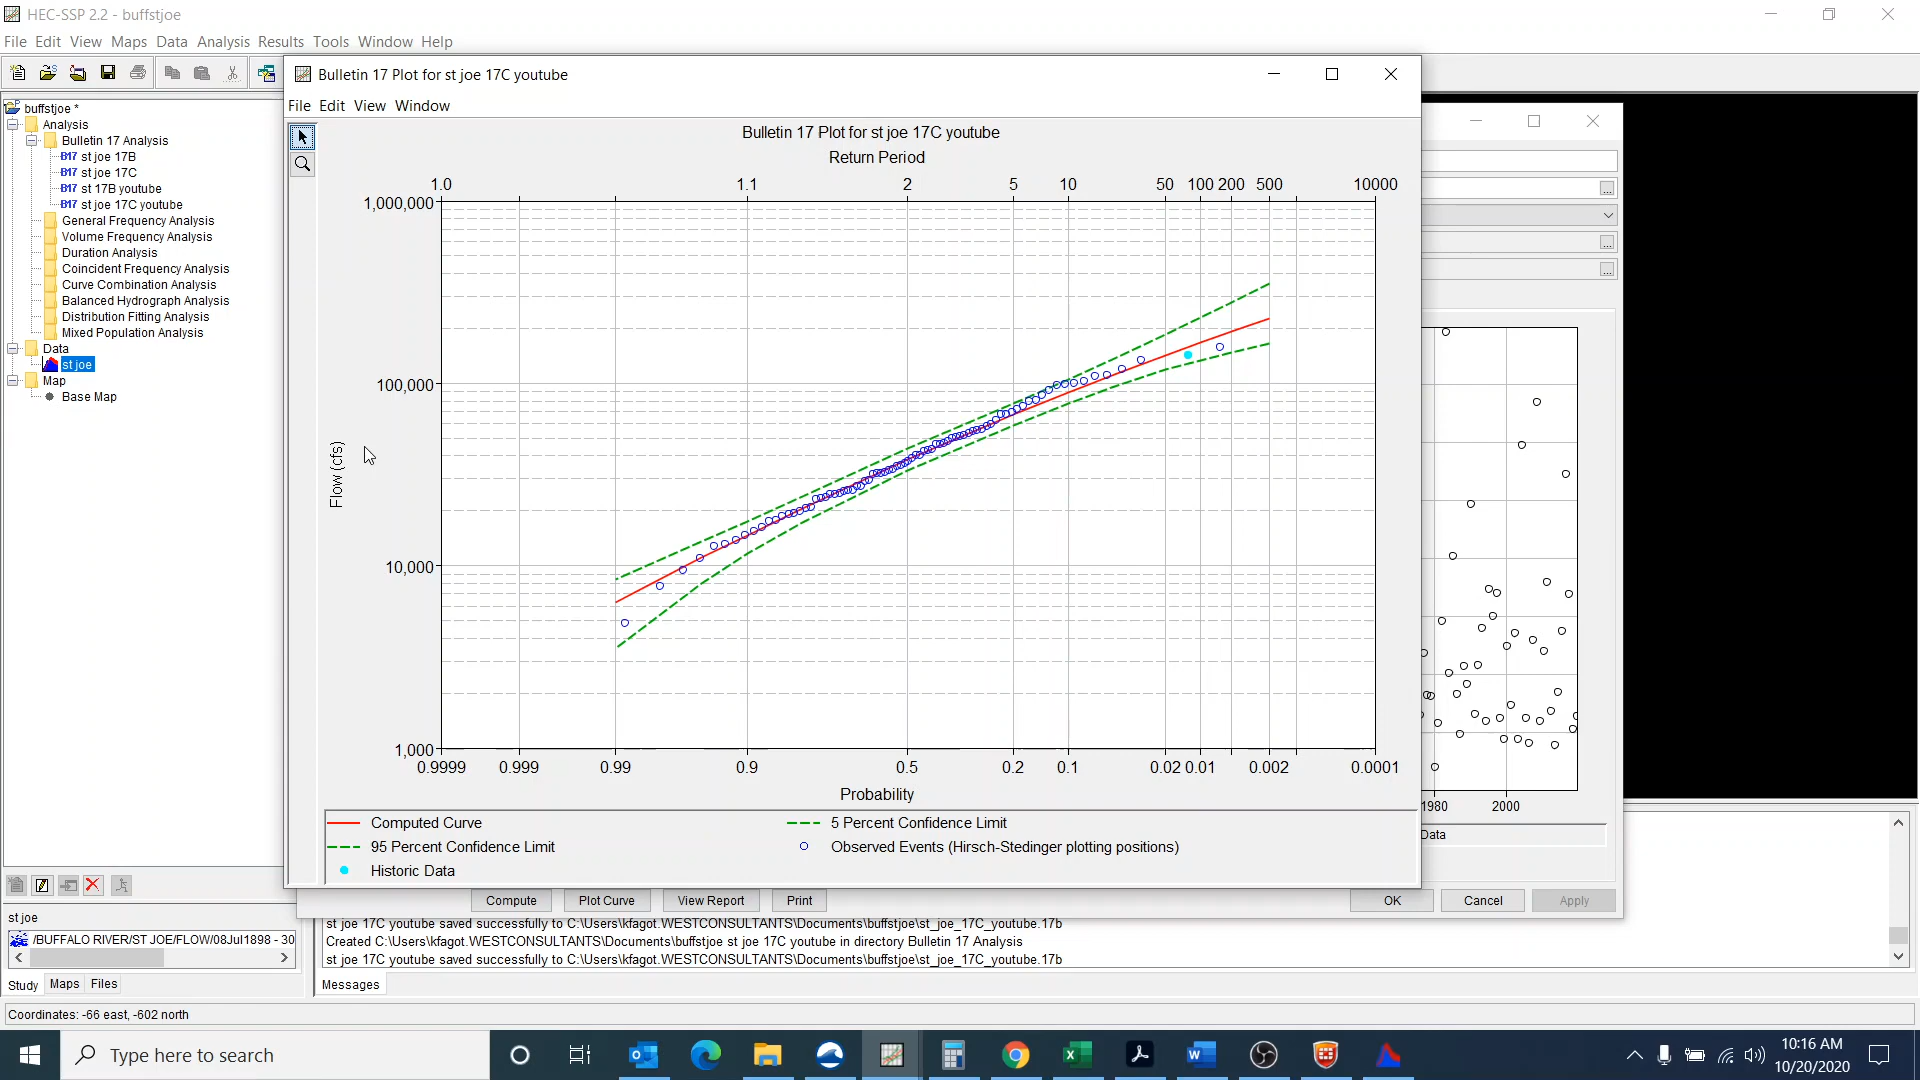 HEC-SSP 2.2 - buffstjoe
File Edit View Maps Data Analysis Results Tools Window Help
Bulletin 17 Plot for st joe 17C youtube
File Edit View Window
buffstjoe *
Analysis
Bulletin 17 Analysis
B17 st joe 17B
B17 st joe 17C
B17 st 17B youtube
B17 st joe 17C youtube
General Frequency Analysis
Volume Frequency Analysis
Duration Analysis
Coincident Frequency Analysis
Curve Combination Analysis
Balanced Hydrograph Analysis
Distribution Fitting Analysis
Mixed Population Analysis
Data
st joe
Map
Base Map
Bulletin 17 Plot for st joe 17C youtube
Return Period
1.0 1.1 2 5 10 50 100 200 500 10000
1,000,000
100,000
10,000
1,000
Flow (cfs)
0.9999 0.999 0.99 0.9 0.5 0.2 0.1 0.02 0.01 0.002 0.0001
Probability
Computed Curve
5 Percent Confidence Limit
95 Percent Confidence Limit
Observed Events (Hirsch-Stedinger plotting positions)
Historic Data
...
...
...
1980 2000
Data
Compute Plot Curve View Report Print OK Cancel Apply
st joe
/BUFFALO RIVER/ST JOE/FLOW/08Jul1898 - 30
Study Maps Files
st joe 17C youtube saved successfully to C:\Users\kfagot.WESTCONSULTANTS\Documents\buffstjoe\st_joe_17C_youtube.17b
Created C:\Users\kfagot.WESTCONSULTANTS\Documents\buffstjoe st joe 17C youtube in directory Bulletin 17 Analysis
st joe 17C youtube saved successfully to C:\Users\kfagot.WESTCONSULTANTS\Documents\buffstjoe\st_joe_17C_youtube.17b
Messages
Coordinates: -66 east, -602 north
Type here to search
10:16 AM
10/20/2020